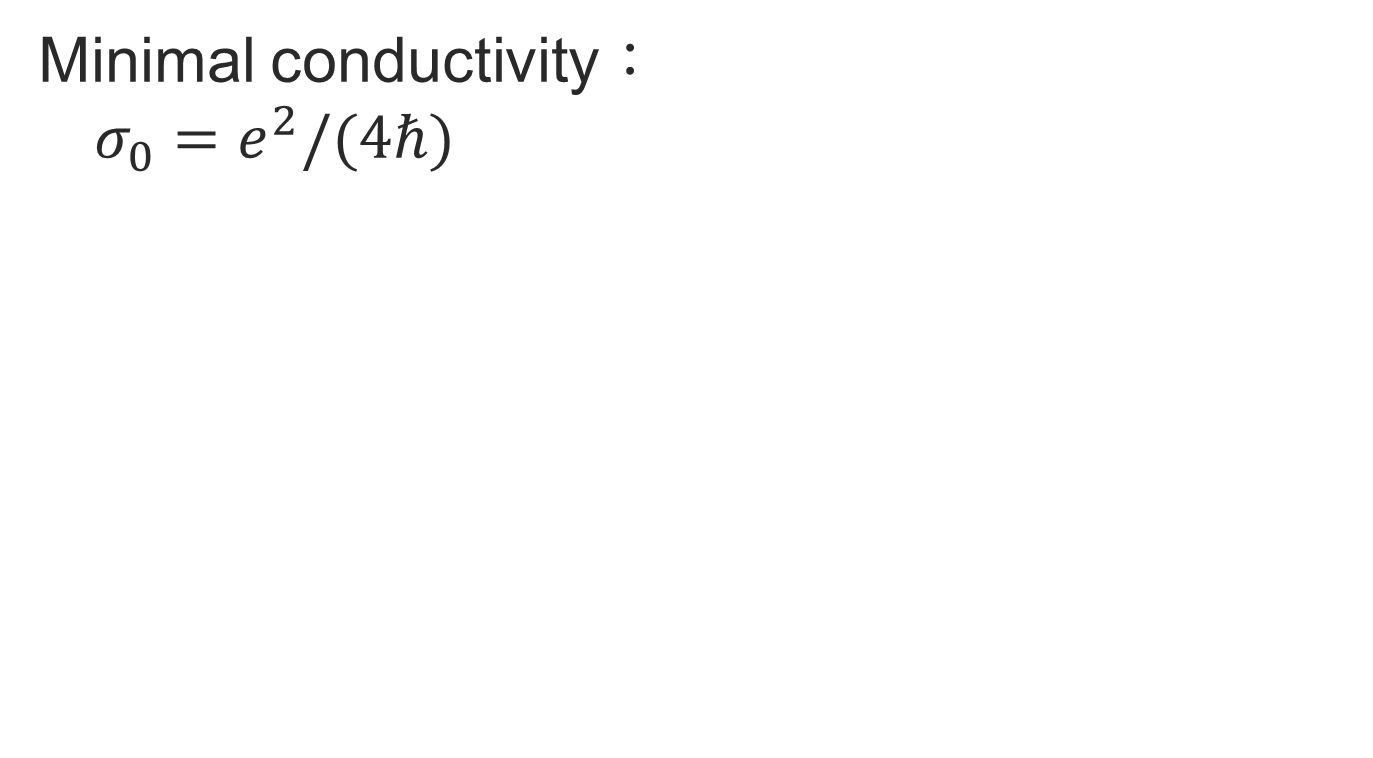 Minimal conductivity：
𝜎₀ = 𝑒²/(4ℏ)